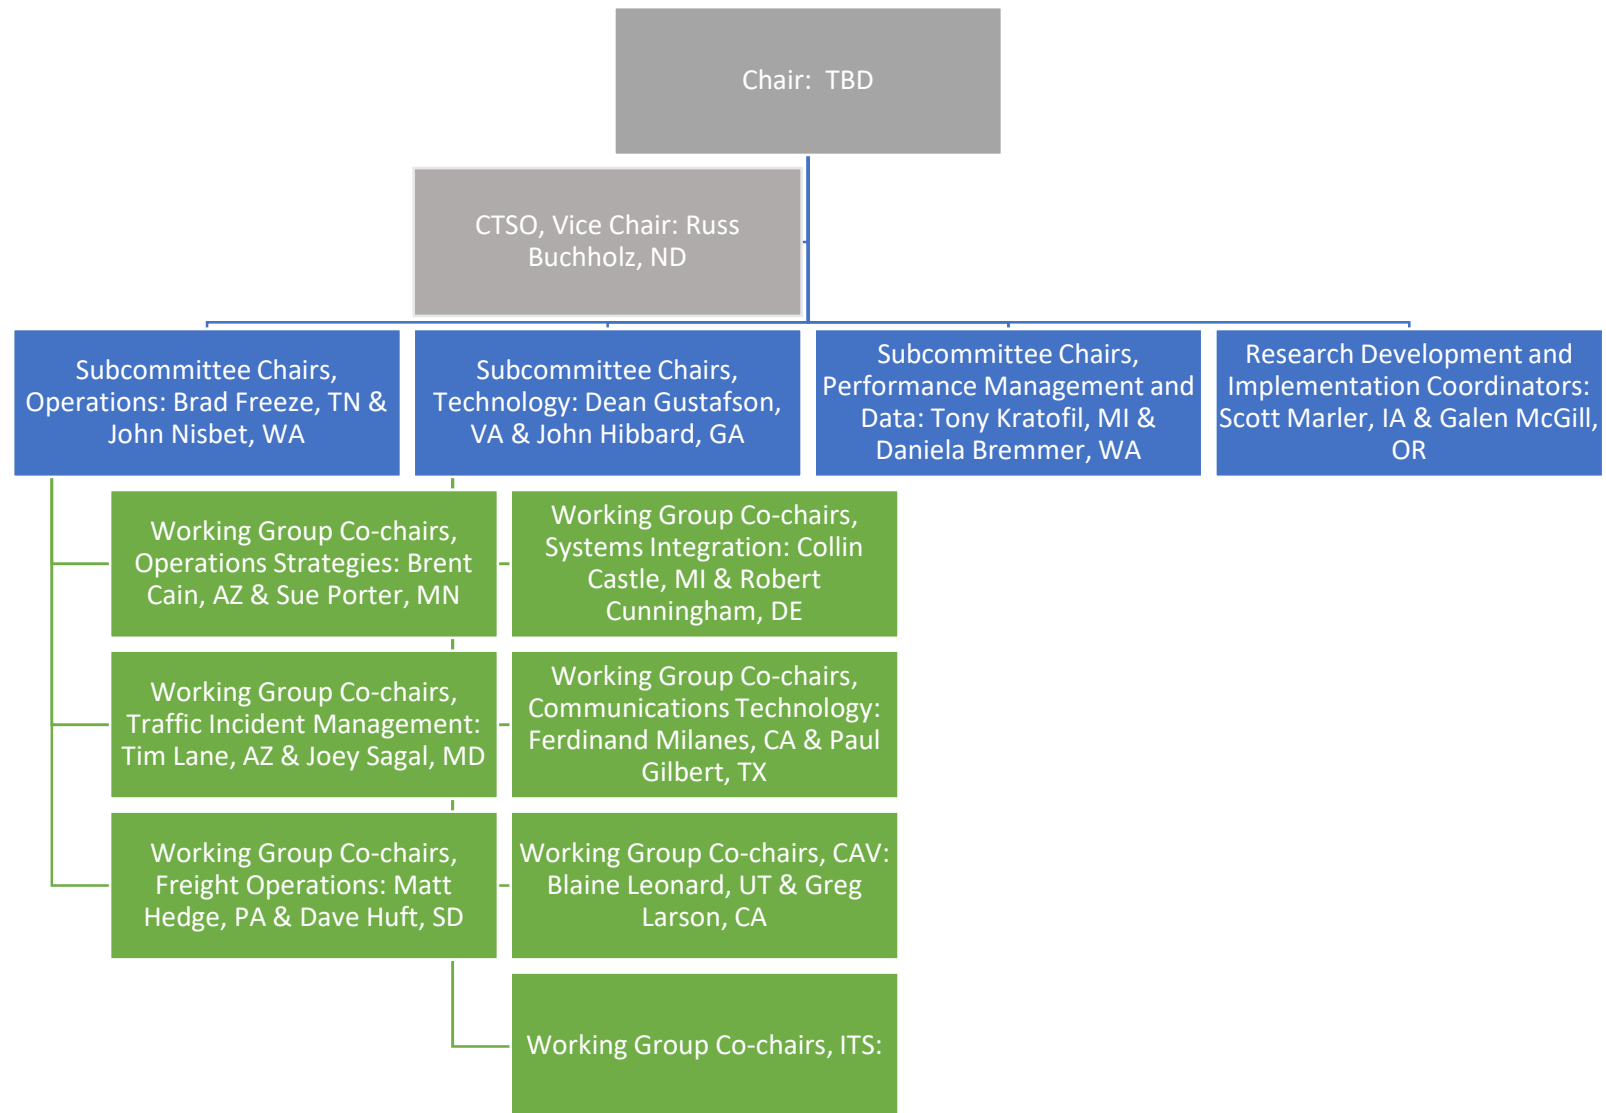 Chair: TBD
CTSO, Vice Chair: Russ
Buchholz, ND
Subcommittee Chairs,
Operations: Brad Freeze, TN &
John Nisbet, WA
Subcommittee Chairs,
Technology: Dean Gustafson,
VA & John Hibbard, GA
Subcommittee Chairs,
Performance Management and
Data: Tony Kratofil, MI &
Daniela Bremmer, WA
Research Development and
Implementation Coordinators:
Scott Marler, IA & Galen McGill,
OR
Working Group Co-chairs,
Operations Strategies: Brent
Cain, AZ & Sue Porter, MN
Working Group Co-chairs,
Systems Integration: Collin
Castle, MI & Robert
Cunningham, DE
Working Group Co-chairs,
Traffic Incident Management:
Tim Lane, AZ & Joey Sagal, MD
Working Group Co-chairs,
Communications Technology:
Ferdinand Milanes, CA & Paul
Gilbert, TX
Working Group Co-chairs,
Freight Operations: Matt
Hedge, PA & Dave Huft, SD
Working Group Co-chairs, CAV:
Blaine Leonard, UT & Greg
Larson, CA
Working Group Co-chairs, ITS: